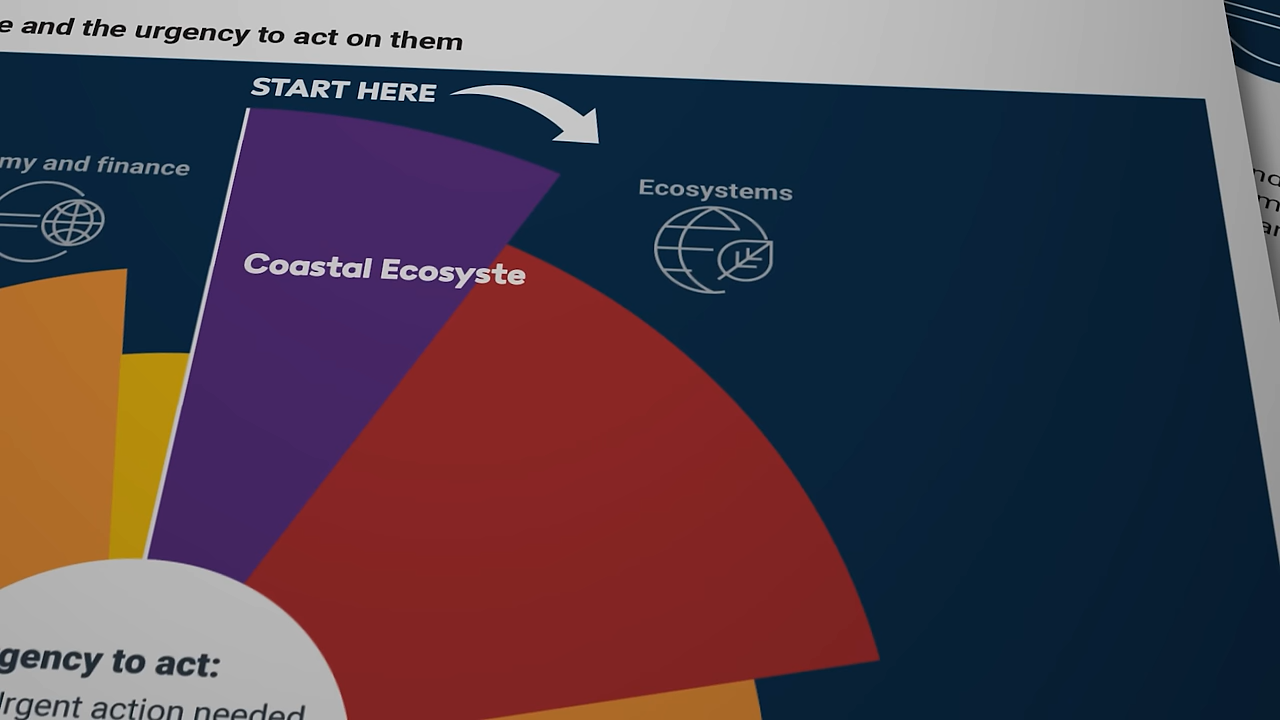 e and the urgency to act on them
START HERE
my and finance
Ecosystems
Coastal Ecosyste
gency to act:
Urgent action needed